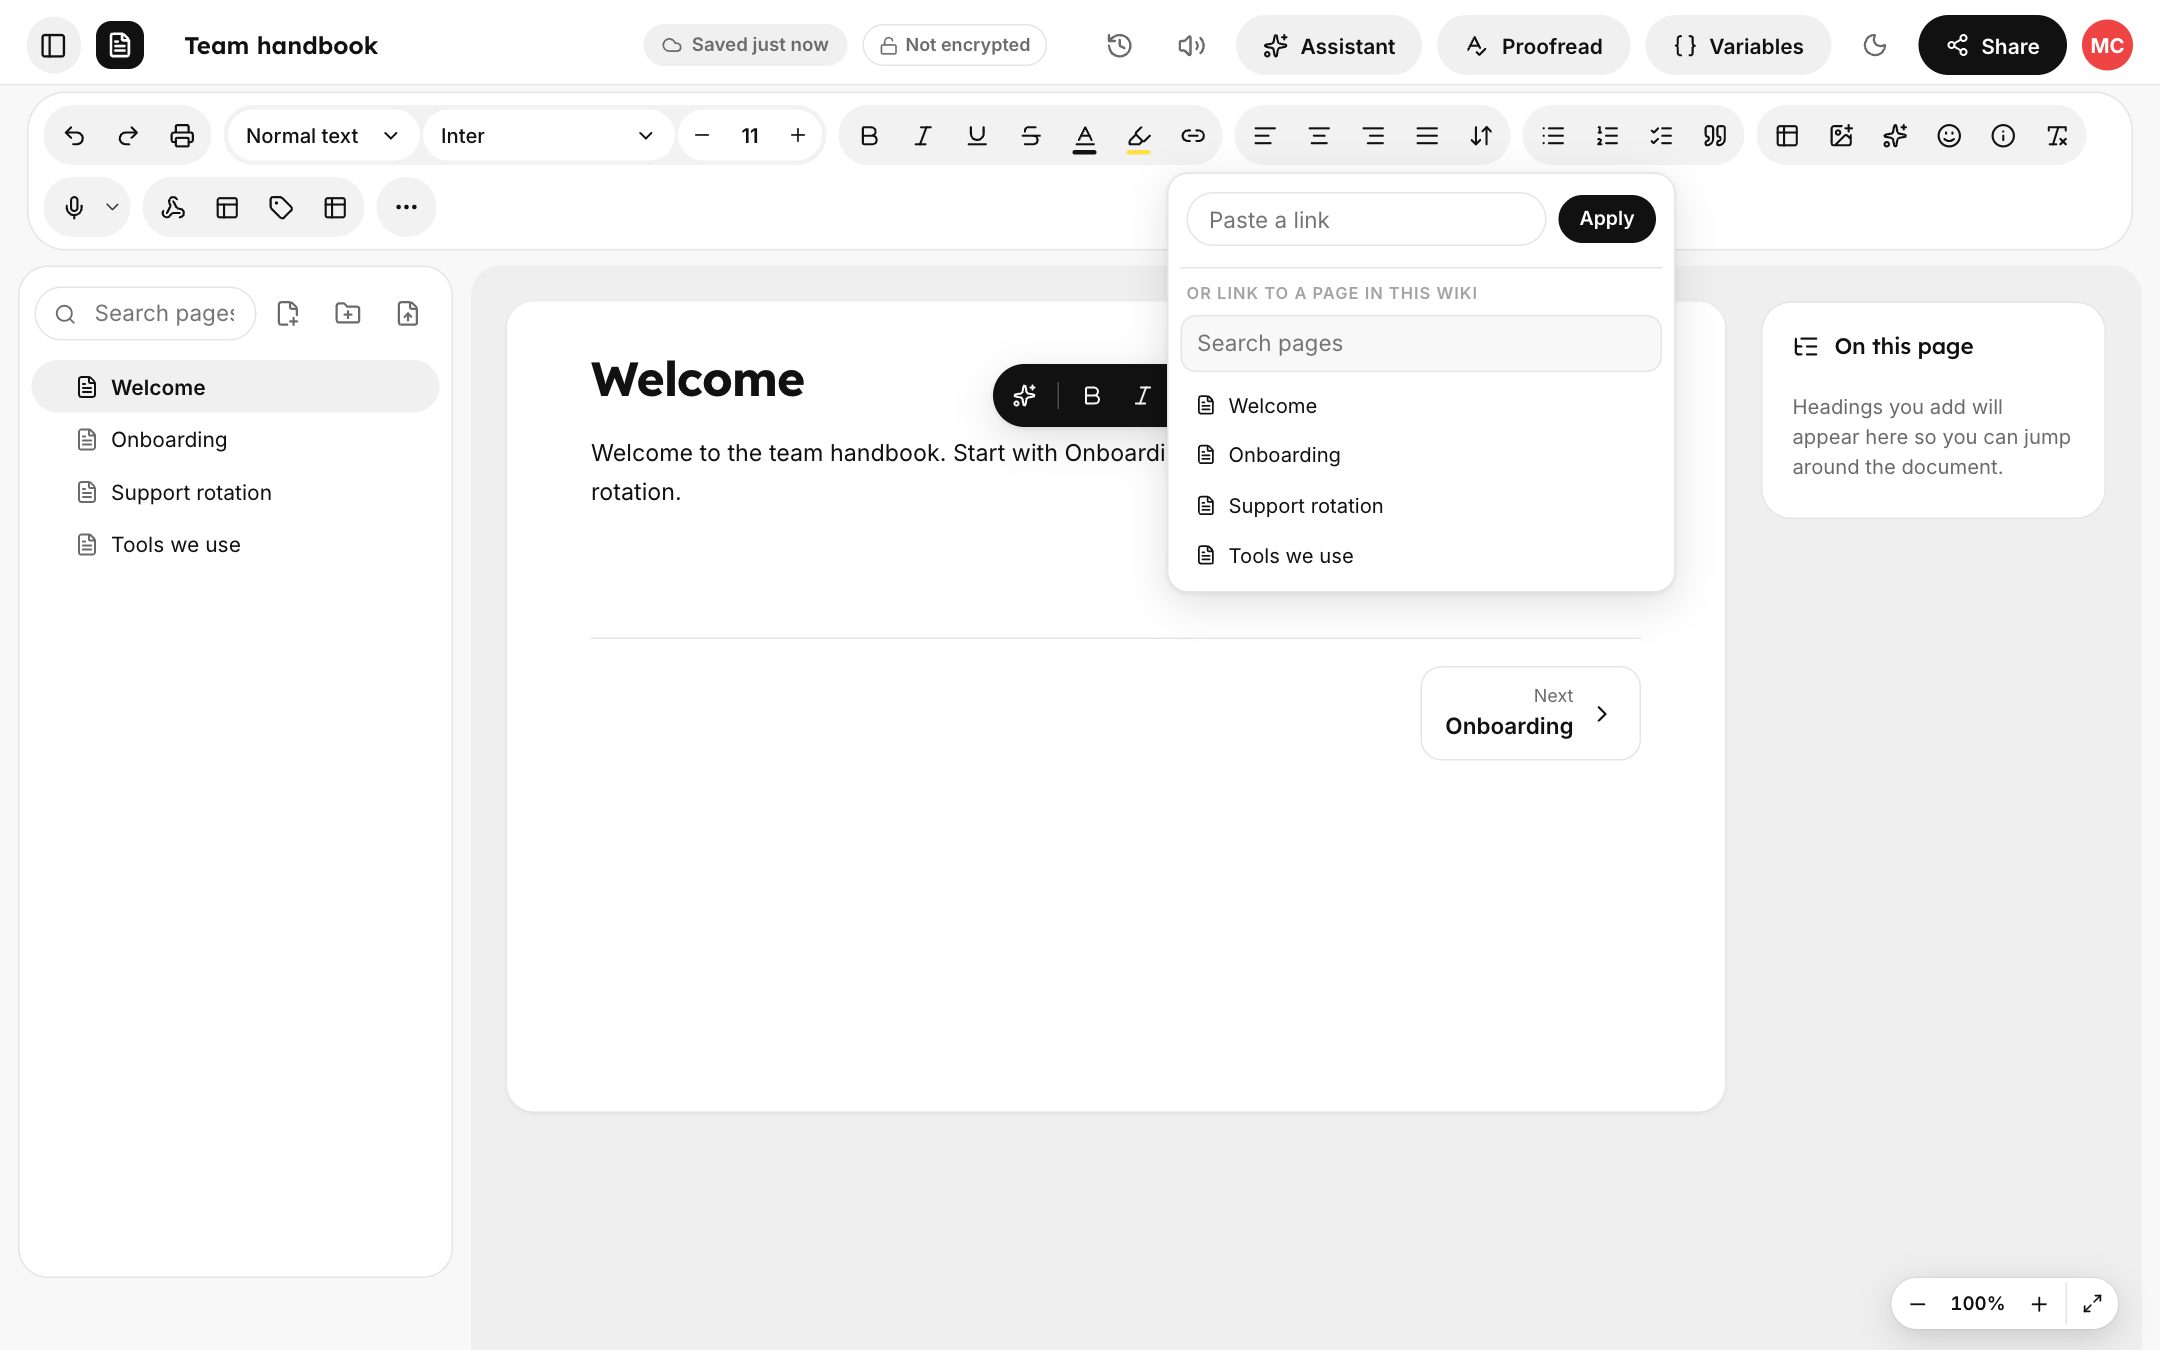 Team handbook
Saved just now
Not encrypted
Assistant
Proofread
Variables
Share
MC
Normal text
Inter
11
Paste a link
Apply
OR LINK TO A PAGE IN THIS WIKI
Search pages
Welcome
Onboarding
Support rotation
Tools we use
Search pages
Welcome
Onboarding
Support rotation
Tools we use
Welcome
Welcome to the team handbook. Start with
rotation.
Next
Onboarding
On this page
Headings you add will
appear here so you can jump
around the document.
100%